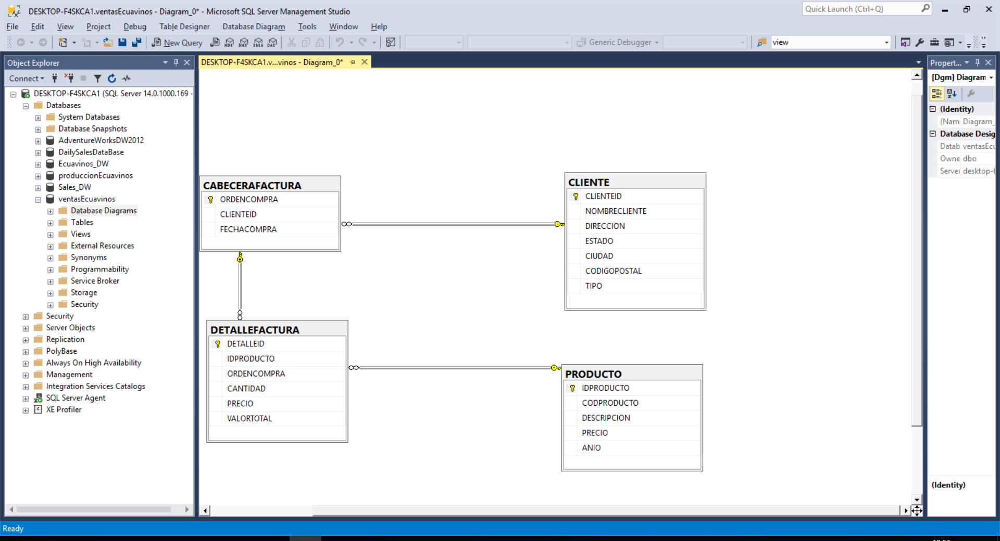 DESKTOP-F4SKCA1.ventasEcuavinos - Diagram_0* - Microsoft SQL Server Management Studio
Quick Launch (Ctrl+Q)
File Edit View Project Debug Table Designer Database Diagram Tools Window Help
New Query MDX DMX XMLA DAX Generic Debugger view
Object Explorer
Connect
DESKTOP-F4SKCA1 (SQL Server 14.0.1000.169 -
Databases
System Databases
Database Snapshots
AdventureWorksDW2012
DailySalesDataBase
Ecuavinos_DW
produccionEcuavinos
Sales_DW
ventasEcuavinos
Database Diagrams
Tables
Views
External Resources
Synonyms
Programmability
Service Broker
Storage
Security
Security
Server Objects
Replication
PolyBase
Always On High Availability
Management
Integration Services Catalogs
SQL Server Agent
XE Profiler
DESKTOP-F4SKCA1.v...vinos - Diagram_0*
CABECERAFACTURA
ORDENCOMPRA
CLIENTEID
FECHACOMPRA
CLIENTE
CLIENTEID
NOMBRECLIENTE
DIRECCION
ESTADO
CIUDAD
CODIGOPOSTAL
TIPO
DETALLEFACTURA
DETALLEID
IDPRODUCTO
ORDENCOMPRA
CANTIDAD
PRECIO
VALORTOTAL
PRODUCTO
IDPRODUCTO
CODPRODUCTO
DESCRIPCION
PRECIO
ANIO
Propert...
[Dgm] Diagram
(Identity)
(Nam Diagram_
Database Desig
Datab ventasEcu
Owne dbo
Server desktop-f
(Identity)
Ready